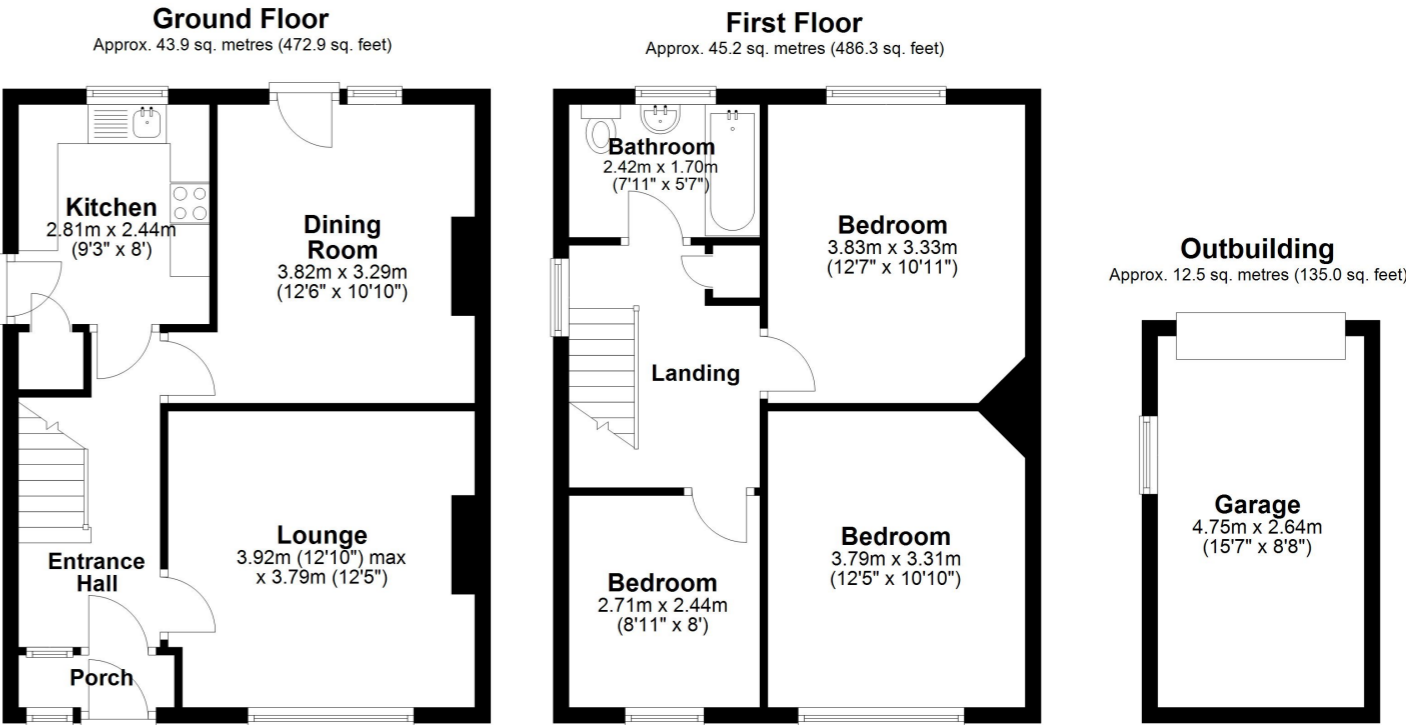 Ground Floor
Approx. 43.9 sq. metres (472.9 sq. feet)
Kitchen
2.81m x 2.44m
(9'3" x 8')
Dining
Room
3.82m x 3.29m
(12'6" x 10'10")
Lounge
3.92m (12'10") max
x 3.79m (12'5")
Entrance
Hall
Porch
First Floor
Approx. 45.2 sq. metres (486.3 sq. feet)
Bathroom
2.42m x 1.70m
(7'11" x 5'7")
Bedroom
3.83m x 3.33m
(12'7" x 10'11")
Landing
Bedroom
2.71m x 2.44m
(8'11" x 8')
Bedroom
3.79m x 3.31m
(12'5" x 10'10")
Outbuilding
Approx. 12.5 sq. metres (135.0 sq. feet)
Garage
4.75m x 2.64m
(15'7" x 8'8")